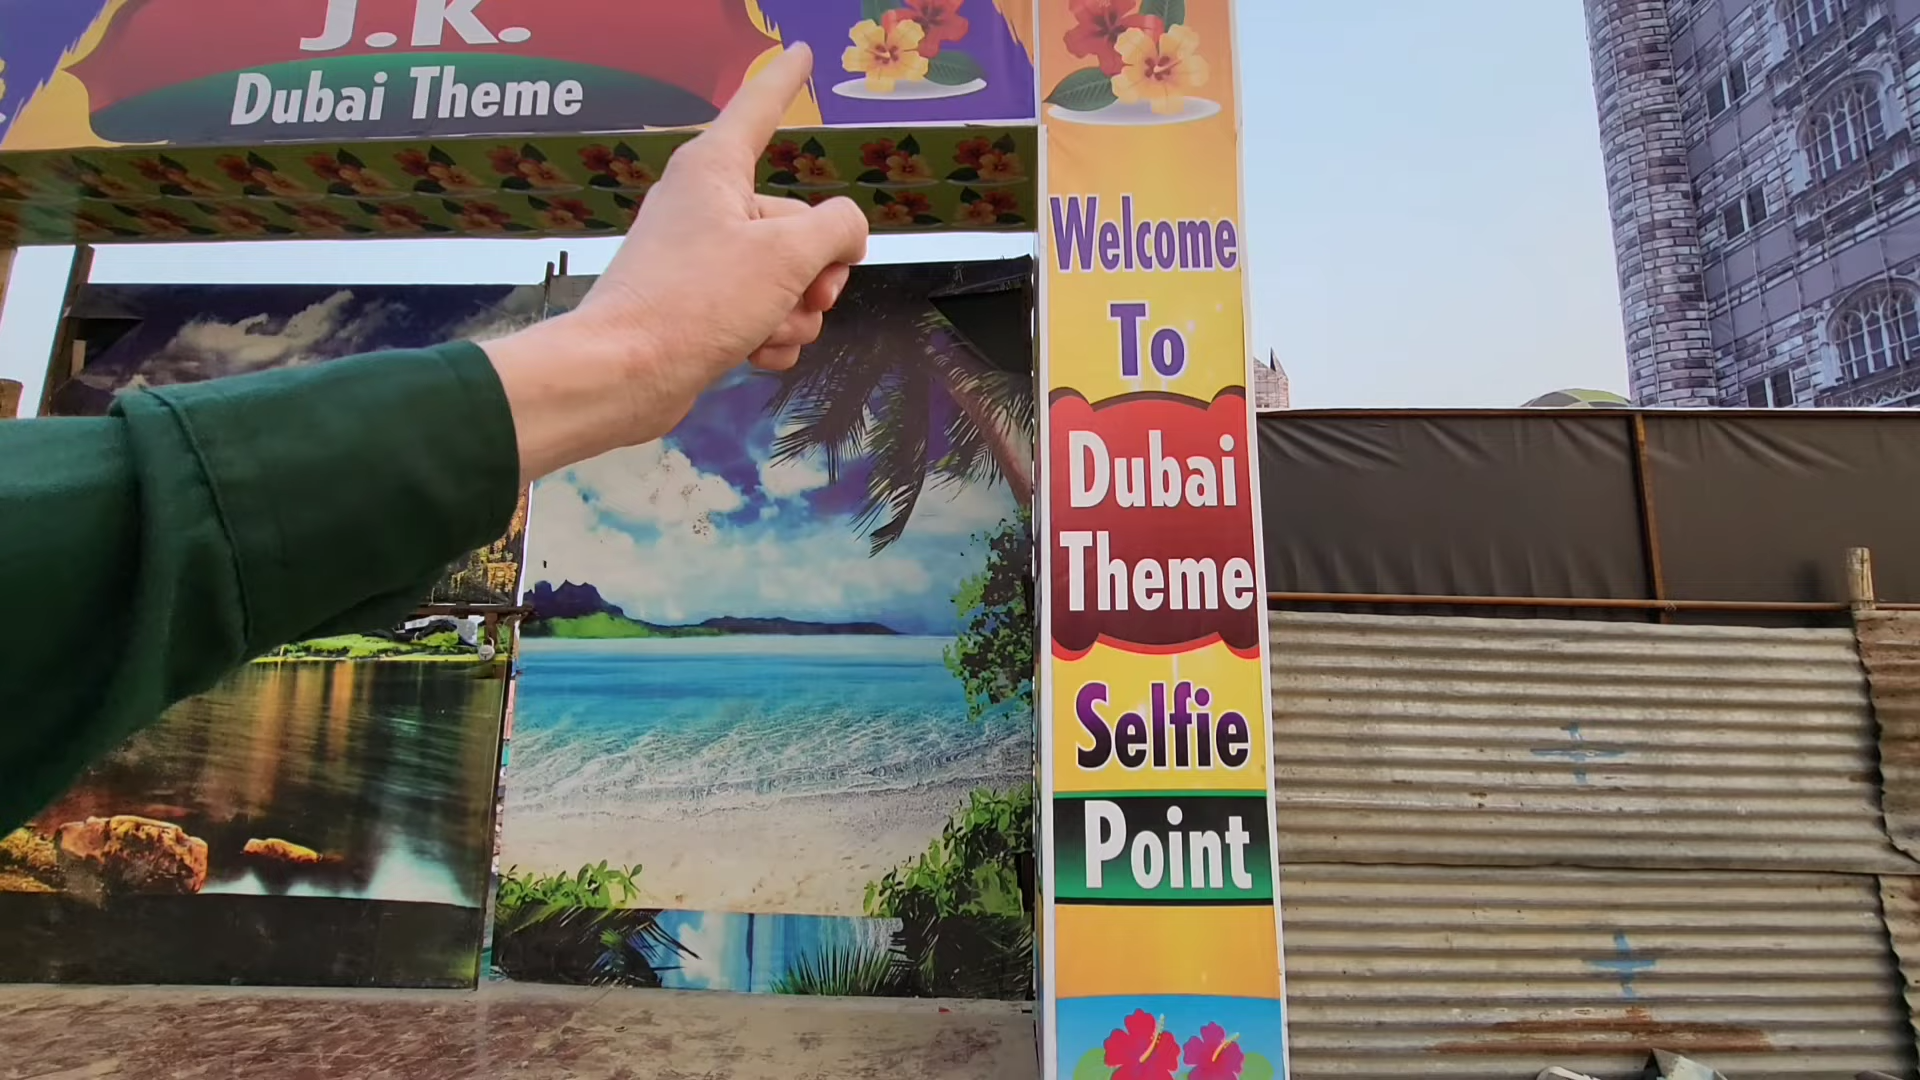 J.K.
Dubai Theme
Welcome
To
Dubai
Theme
Selfie
Point